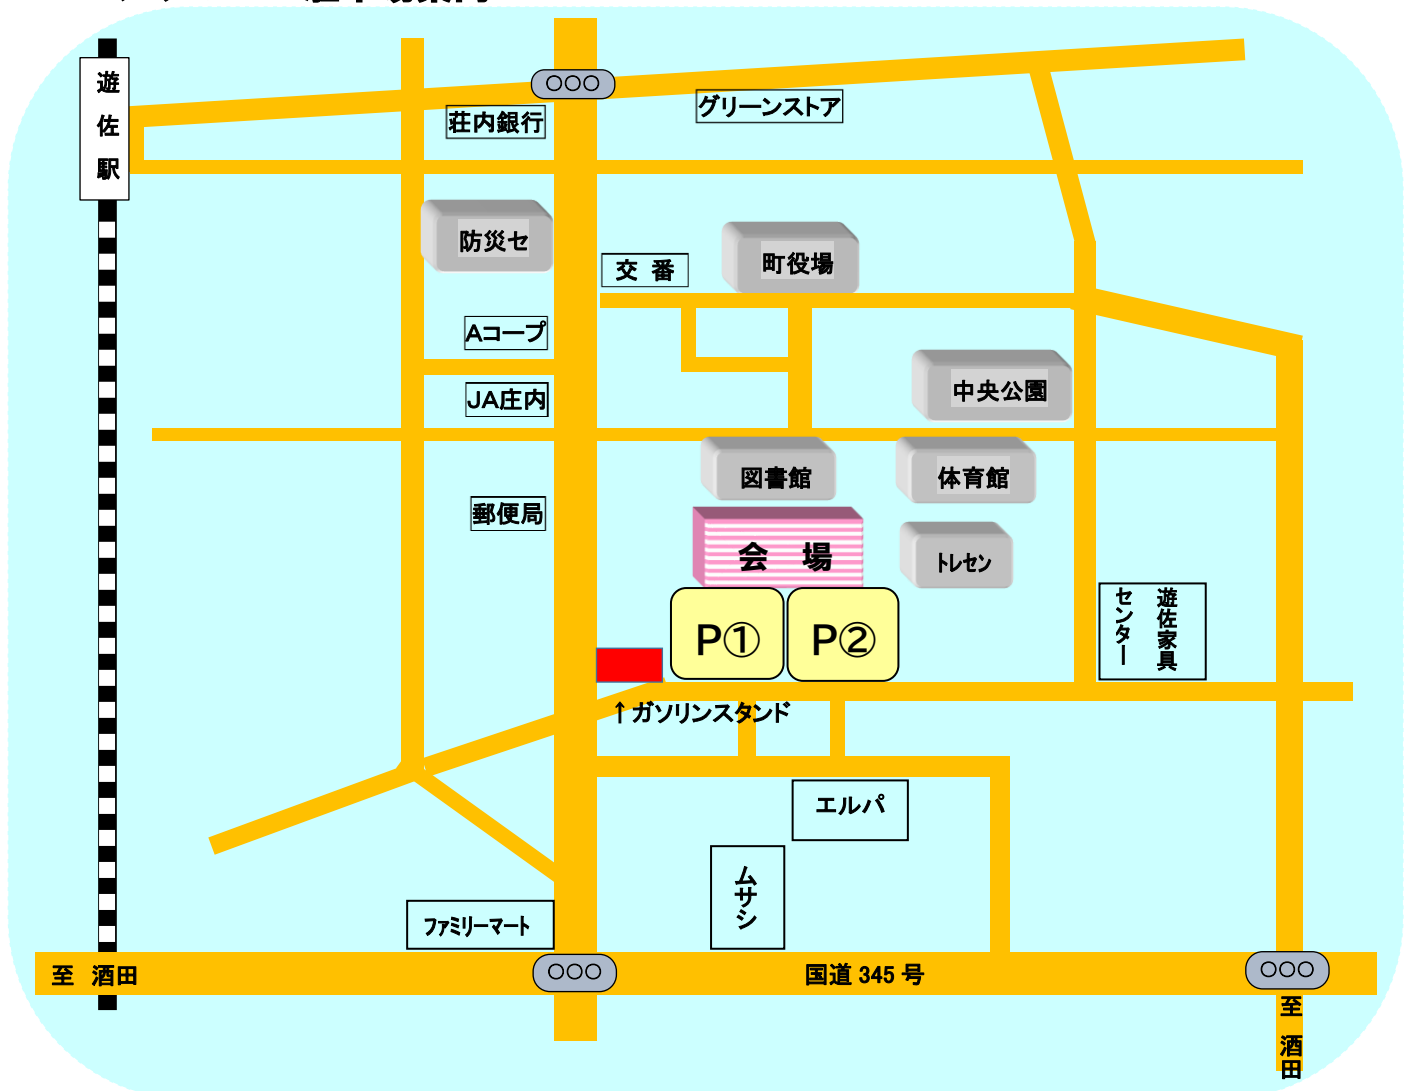 遊佐駅
○○○
荘内銀行
グリーンストア
防災セ
交 番
町役場
Aコープ
中央公園
JA庄内
図書館
体育館
郵便局
会 場
トレセン
遊佐家具
センター
P①
P②
↑ガソリンスタンド
エルパ
ムサシ
ファミリーマート
至 酒田
○○○
国道 345 号
○○○
至 酒田